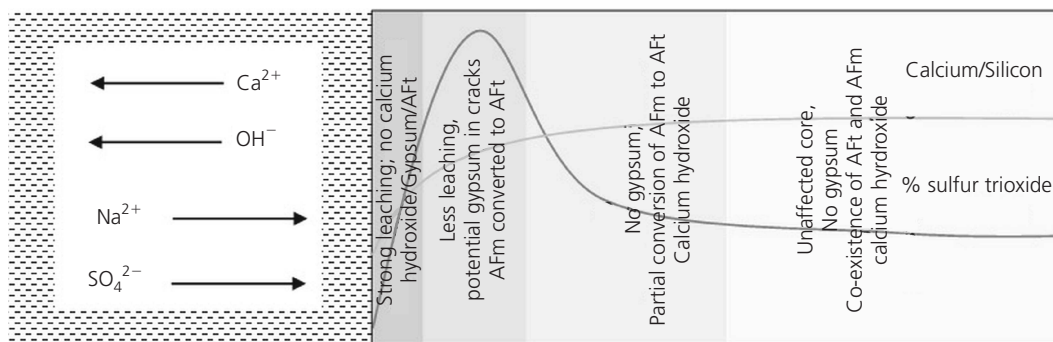 Ca²⁺
OH⁻
Na⁺
SO₄²⁻
Strong leaching; no calcium
hydroxide/Gypsum/AFt
Less leaching,
potential gypsum in cracks
AFm converted to AFt
No gypsum;
Partial conversion of AFm to AFt
Calcium hydroxide
Unaffected core,
No gypsum
Co-existence of AFt and AFm
calcium hydroxide
Calcium/Silicon
% sulfur trioxide